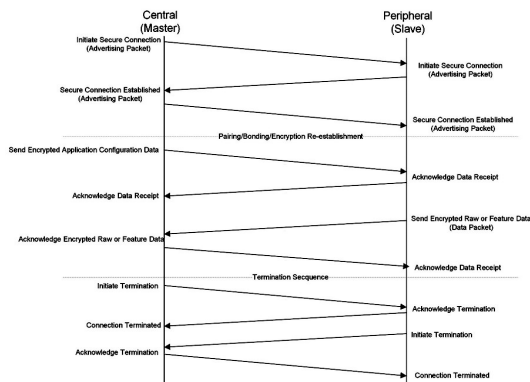 Central
(Master)
Peripheral
(Slave)
Initiate Secure Connection
(Advertising Packet)
Initiate Secure Connection
(Advertising Packet)
Secure Connection Established
(Advertising Packet)
Secure Connection Established
(Advertising Packet)
Pairing/Bonding/Encryption Re-establishment
Send Encrypted Application Configuration Data
Acknowledge Data Receipt
Acknowledge Data Receipt
Send Encrypted Raw or Feature Data
(Data Packet)
Acknowledge Encrypted Raw or Feature Data
Acknowledge Data Receipt
Termination Secquence
Initiate Termination
Acknowledge Termination
Connection Terminated
Initiate Termination
Acknowledge Termination
Connection Terminated